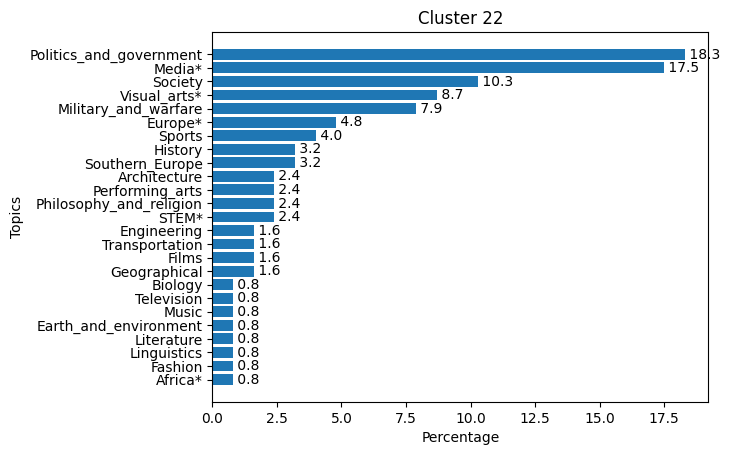 Cluster 22
Topics
Politics_and_government 18.3
Media* 17.5
Society 10.3
Visual_arts* 8.7
Military_and_warfare 7.9
Europe* 4.8
Sports 4.0
History 3.2
Southern_Europe 3.2
Architecture 2.4
Performing_arts 2.4
Philosophy_and_religion 2.4
STEM* 2.4
Engineering 1.6
Transportation 1.6
Films 1.6
Geographical 1.6
Biology 0.8
Television 0.8
Music 0.8
Earth_and_environment 0.8
Literature 0.8
Linguistics 0.8
Fashion 0.8
Africa* 0.8
0.0 2.5 5.0 7.5 10.0 12.5 15.0 17.5
Percentage